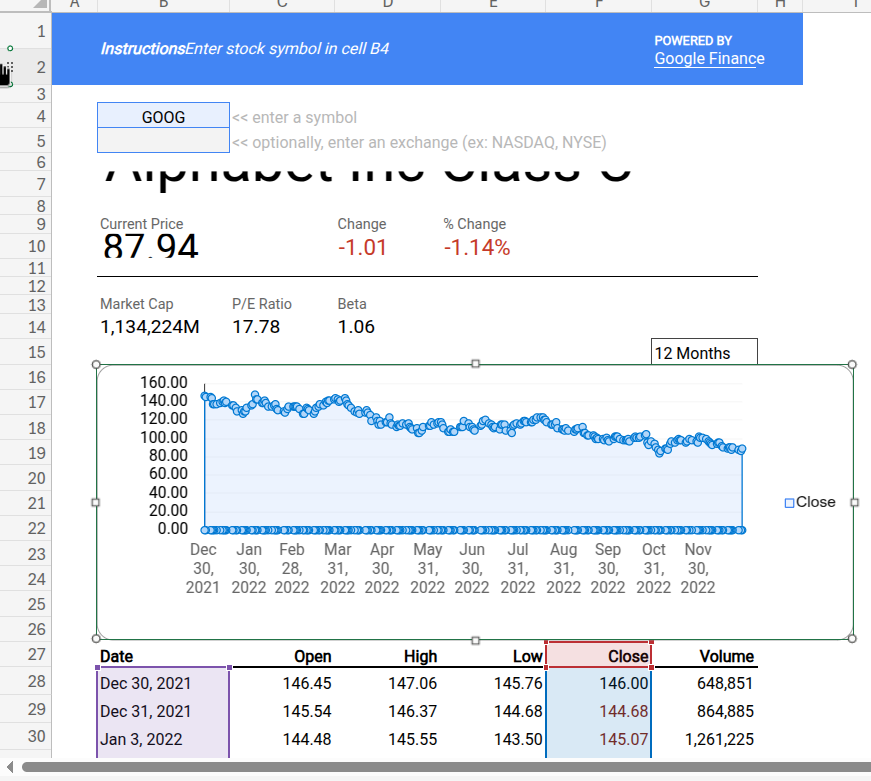 A B C D E F G H I
1
InstructionsEnter stock symbol in cell B4
POWERED BY
2
Google Finance
3
4 GOOG << enter a symbol
5 << optionally, enter an exchange (ex: NASDAQ, NYSE)
6
7 Alphabet Inc Class C
8
9 Current Price Change % Change
10 87.94 -1.01 -1.14%
11
12
13 Market Cap P/E Ratio Beta
14 1,134,224M 17.78 1.06
15 12 Months
16 160.00
17 140.00
120.00
18 100.00
19 80.00
20 60.00
40.00
21 20.00
Close
22 0.00
23 Dec Jan Feb Mar Apr May Jun Jul Aug Sep Oct Nov
24 30, 30, 28, 31, 30, 31, 30, 31, 31, 30, 31, 30,
2021 2022 2022 2022 2022 2022 2022 2022 2022 2022 2022 2022
25
26
27 Date Open High Low Close Volume
28 Dec 30, 2021 146.45 147.06 145.76 146.00 648,851
29 Dec 31, 2021 145.54 146.37 144.68 144.68 864,885
30 Jan 3, 2022 144.48 145.55 143.50 145.07 1,261,225